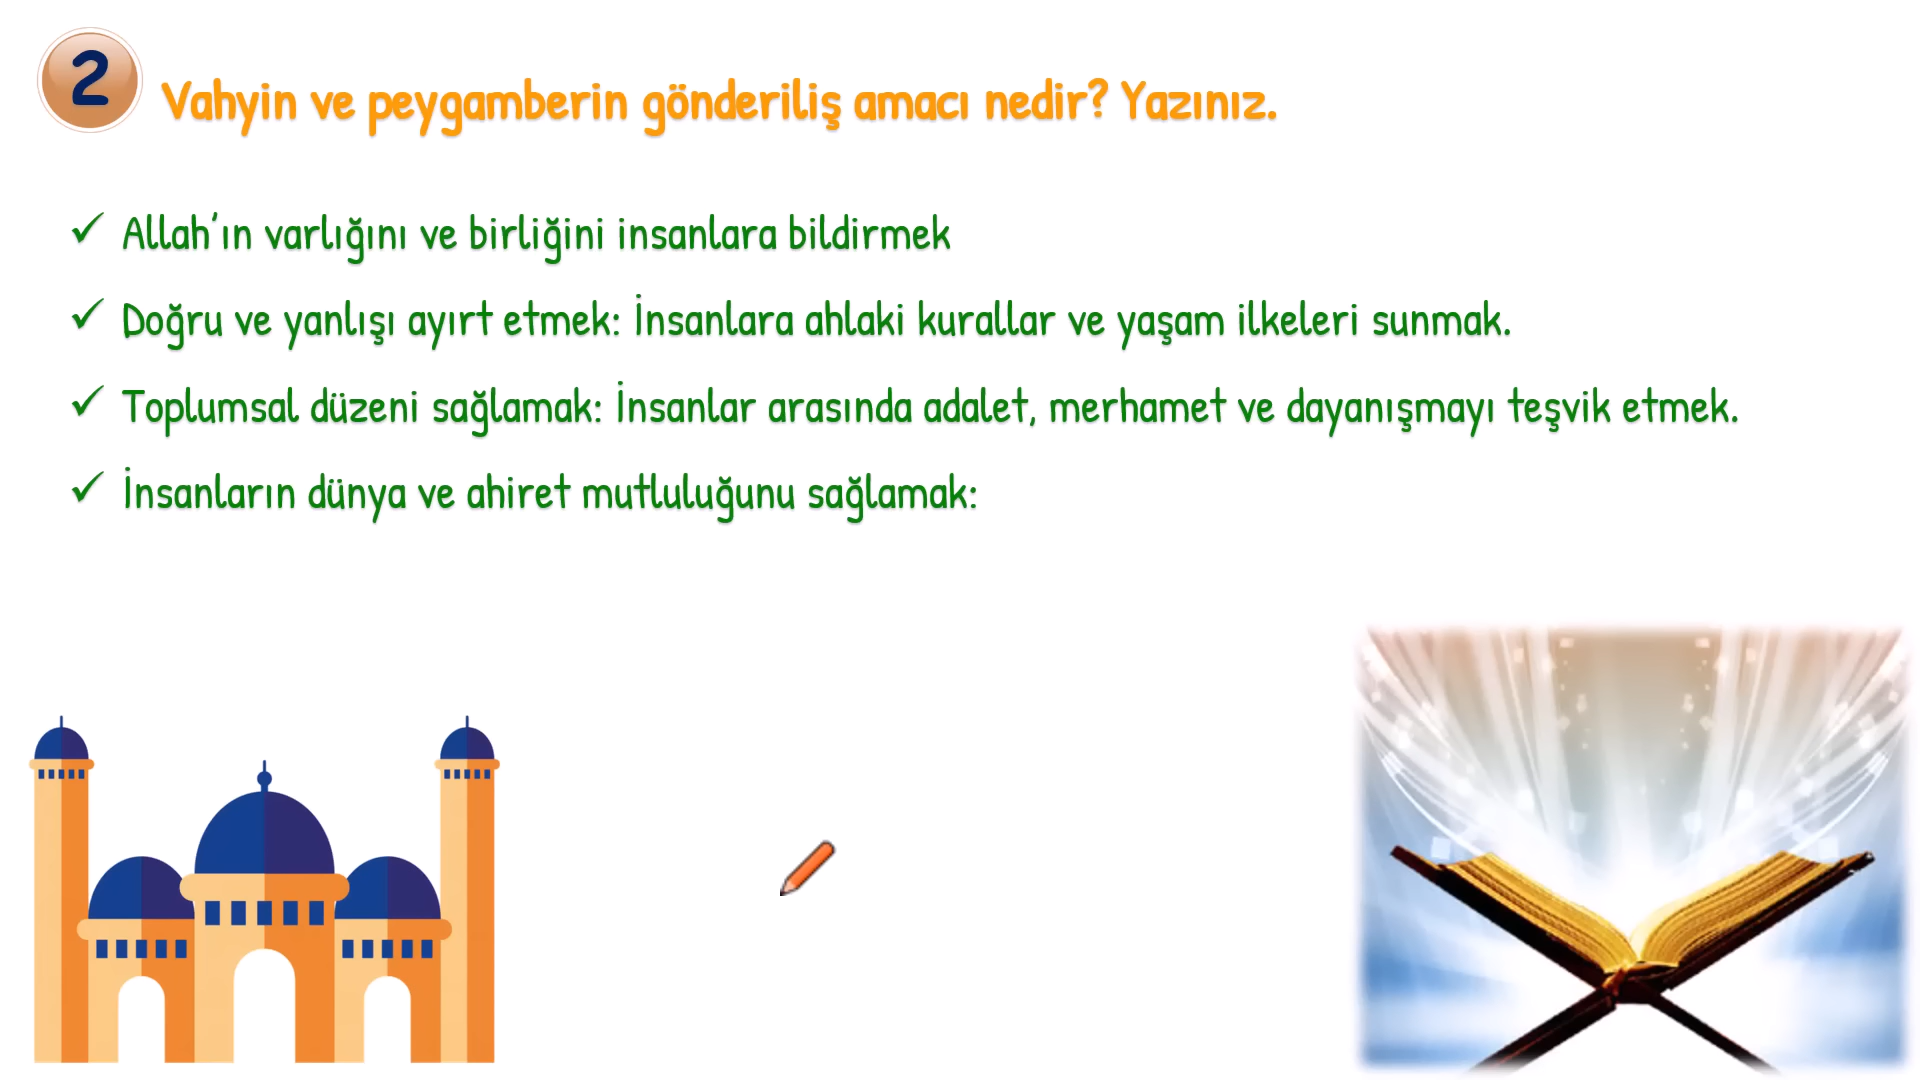 2
Vahyin ve peygamberin gönderiliş amacı nedir? Yazınız.
✓ Allah'ın varlığını ve birliğini insanlara bildirmek
✓ Doğru ve yanlışı ayırt etmek: İnsanlara ahlaki kurallar ve yaşam ilkeleri sunmak.
✓ Toplumsal düzeni sağlamak: İnsanlar arasında adalet, merhamet ve dayanışmayı teşvik etmek.
✓ İnsanların dünya ve ahiret mutluluğunu sağlamak: